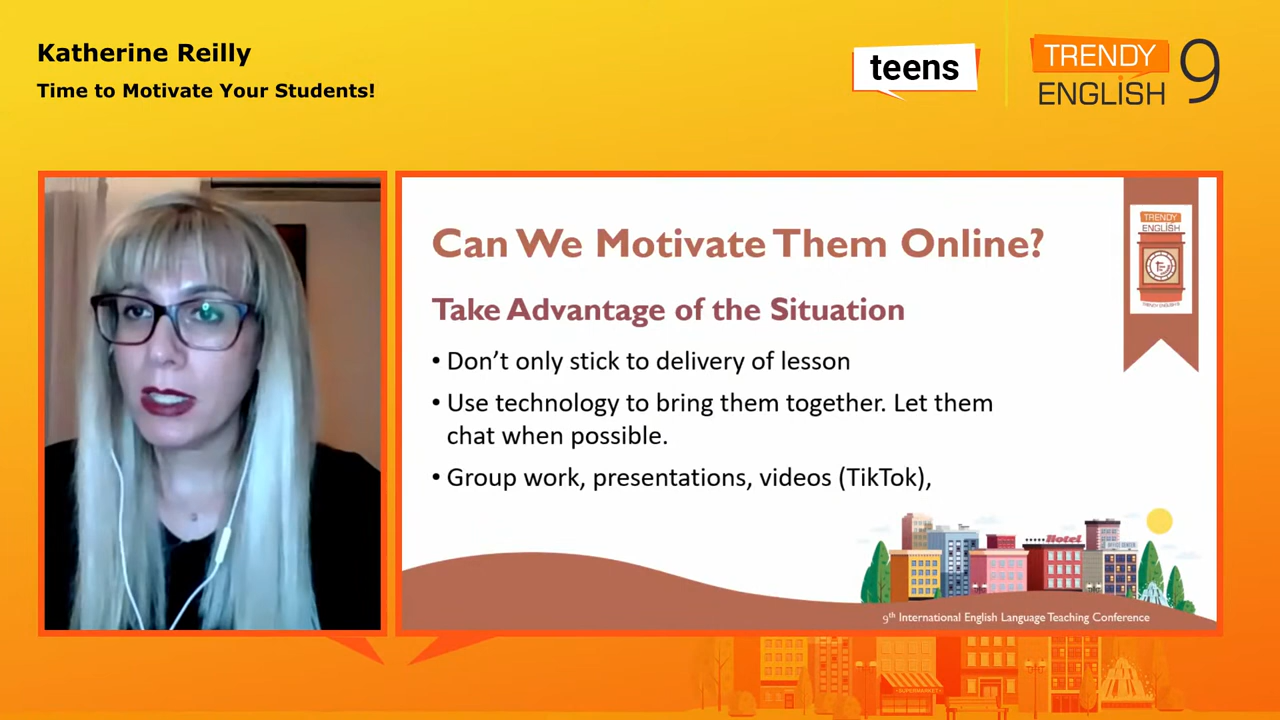 Katherine Reilly
Time to Motivate Your Students!
teens
TRENDY
ENGLISH
9
Can We Motivate Them Online?
TRENDY
ENGLISH
Take Advantage of the Situation
• Don’t only stick to delivery of lesson
• Use technology to bring them together. Let them
chat when possible.
• Group work, presentations, videos (TikTok),
Hotel
9th International English Language Teaching Conference
SUPERMARKET